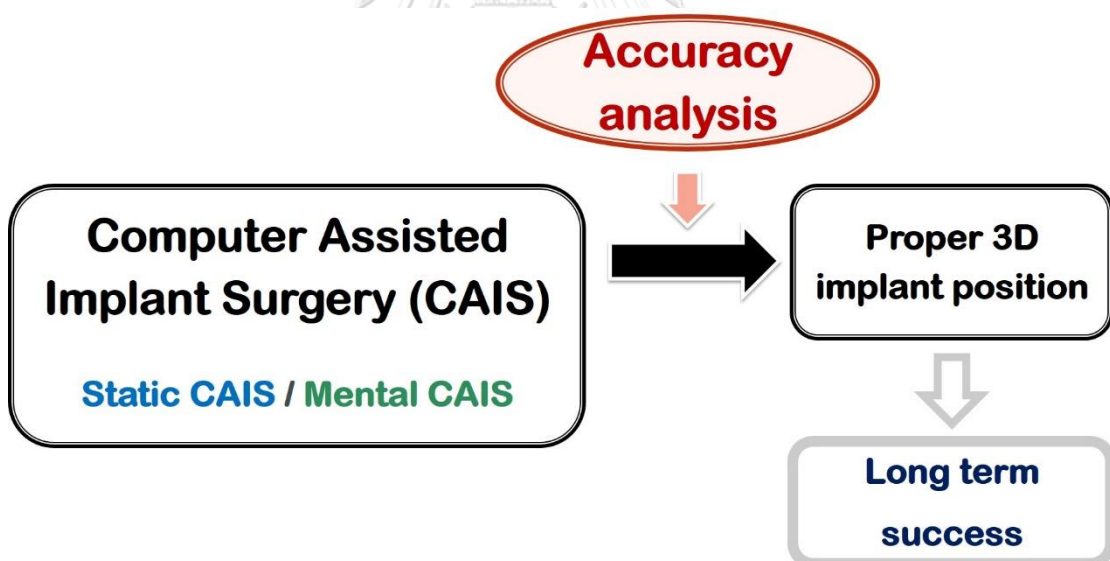 Accuracy
analysis
Computer Assisted
Implant Surgery (CAIS)
Static CAIS / Mental CAIS
Proper 3D
implant position
Long term
success